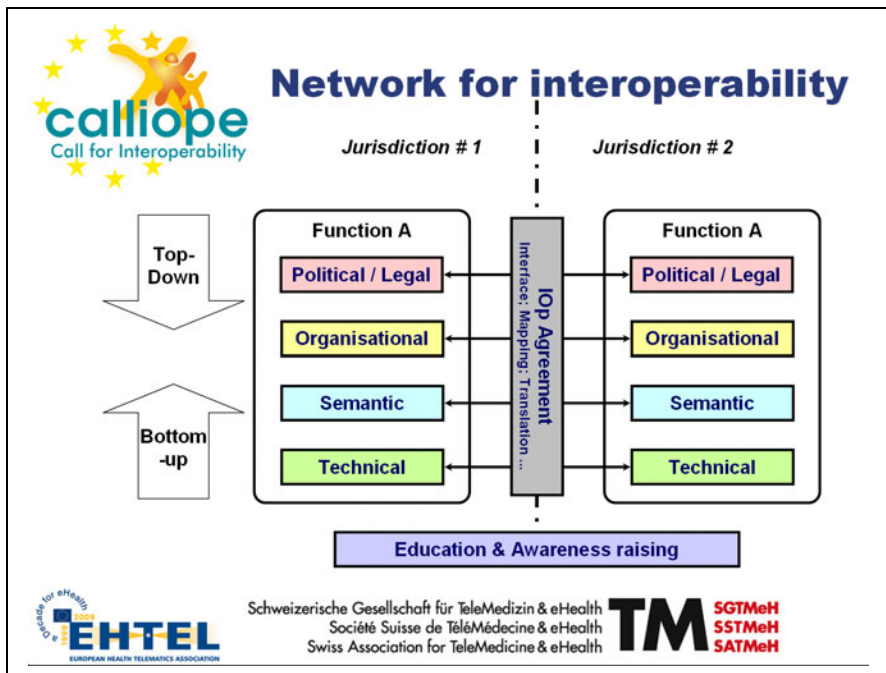 calliope
Call for Interoperability
Network for interoperability
Jurisdiction # 1
Jurisdiction # 2
Top-
Down
Bottom
-up
Function A
Political / Legal
Organisational
Semantic
Technical
IOp Agreement
Interface; Mapping; Translation ...
Function A
Political / Legal
Organisational
Semantic
Technical
Education & Awareness raising
a Decade for eHealth
1999 2009
EHTEL
EUROPEAN HEALTH TELEMATICS ASSOCIATION
Schweizerische Gesellschaft für TeleMedizin & eHealth
Société Suisse de TéléMédecine & eHealth
Swiss Association for TeleMedicine & eHealth
TM
SGTMeH
SSTMeH
SATMeH